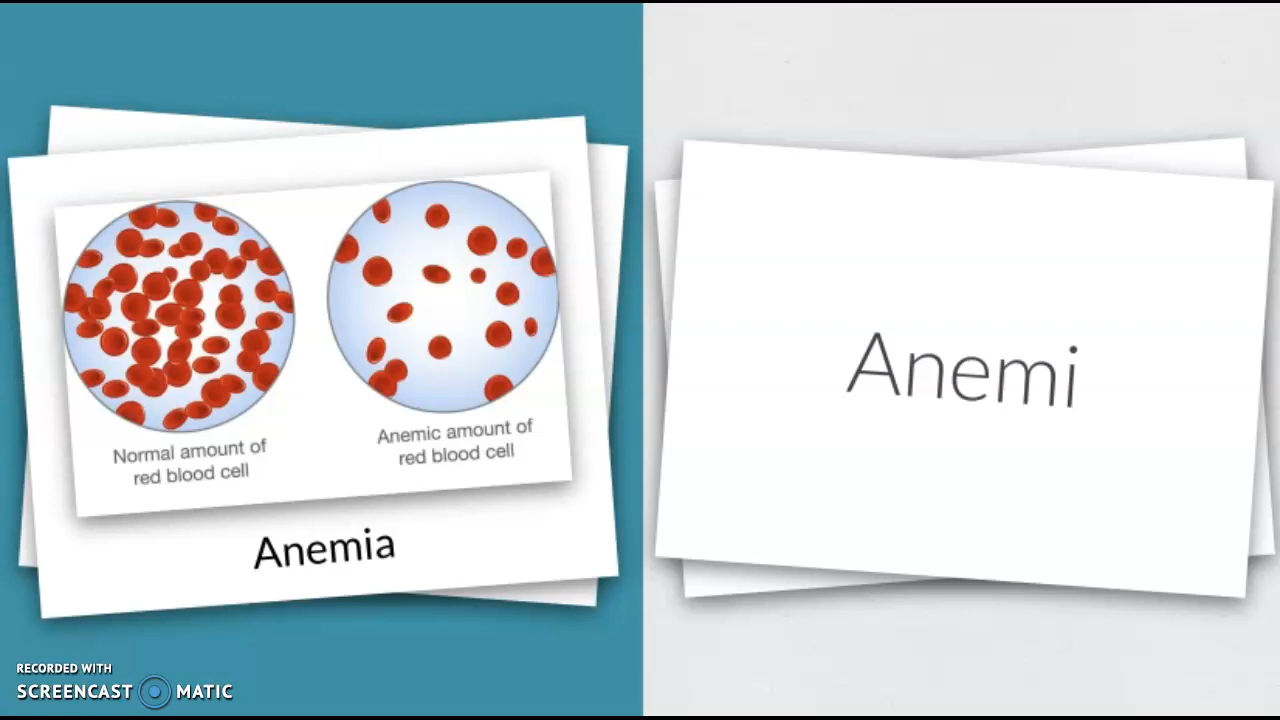 Normal amount of
red blood cell
Anemic amount of
red blood cell
Anemia
Anemi
RECORDED WITH
SCREENCAST MATIC